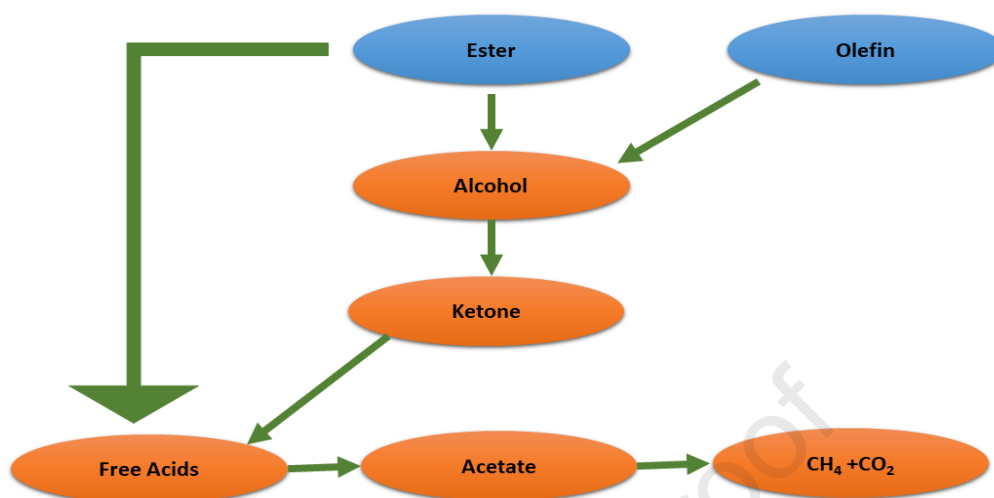 Ester
Olefin
Alcohol
Ketone
Free Acids
Acetate
CH₄ +CO₂